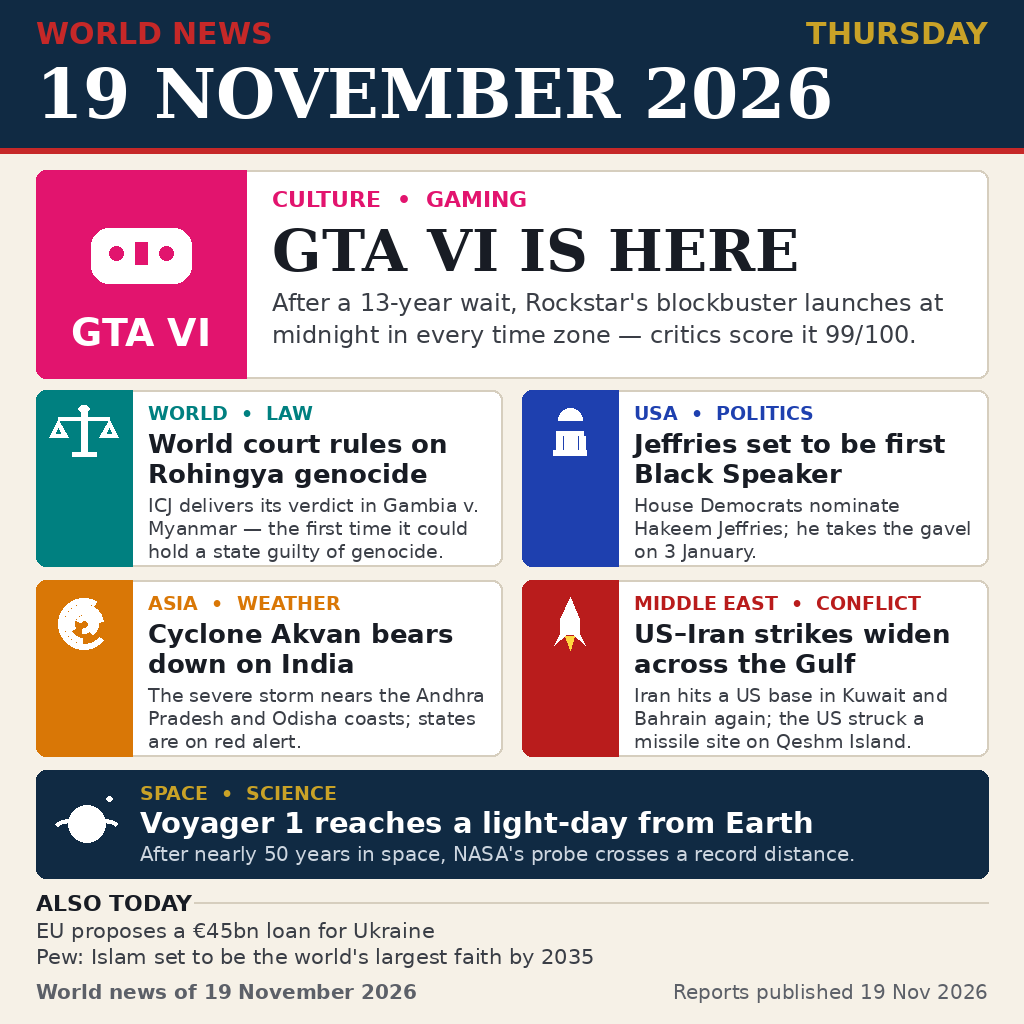 WORLD NEWS
THURSDAY
19 NOVEMBER 2026
GTA VI
CULTURE • GAMING
GTA VI IS HERE
After a 13-year wait, Rockstar's blockbuster launches at
midnight in every time zone — critics score it 99/100.
WORLD • LAW
World court rules on
Rohingya genocide
ICJ delivers its verdict in Gambia v.
Myanmar — the first time it could
hold a state guilty of genocide.
USA • POLITICS
Jeffries set to be first
Black Speaker
House Democrats nominate
Hakeem Jeffries; he takes the gavel
on 3 January.
ASIA • WEATHER
Cyclone Akvan bears
down on India
The severe storm nears the Andhra
Pradesh and Odisha coasts; states
are on red alert.
MIDDLE EAST • CONFLICT
US–Iran strikes widen
across the Gulf
Iran hits a US base in Kuwait and
Bahrain again; the US struck a
missile site on Qeshm Island.
SPACE • SCIENCE
Voyager 1 reaches a light-day from Earth
After nearly 50 years in space, NASA's probe crosses a record distance.
ALSO TODAY
EU proposes a €45bn loan for Ukraine
Pew: Islam set to be the world's largest faith by 2035
World news of 19 November 2026
Reports published 19 Nov 2026